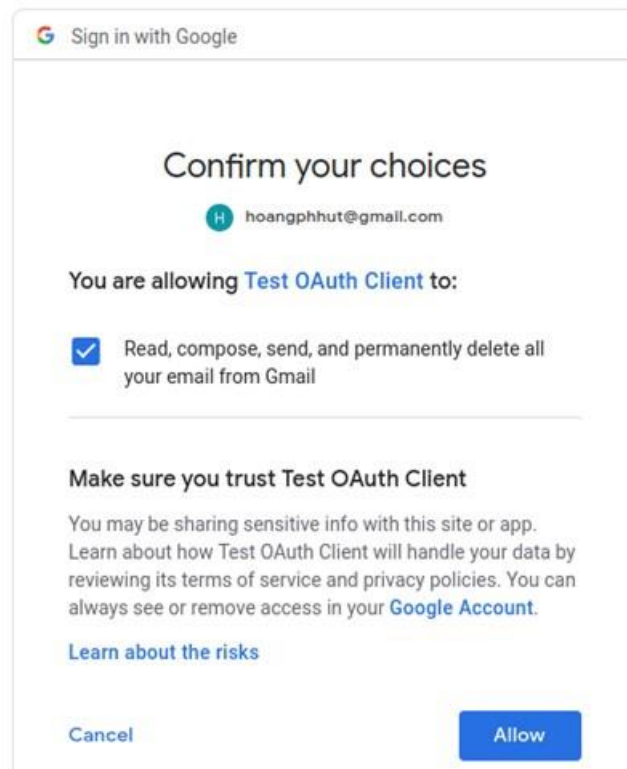 Sign in with Google
Confirm your choices
H hoangphhut@gmail.com
You are allowing Test OAuth Client to:
Read, compose, send, and permanently delete all
your email from Gmail
Make sure you trust Test OAuth Client
You may be sharing sensitive info with this site or app.
Learn about how Test OAuth Client will handle your data by
reviewing its terms of service and privacy policies. You can
always see or remove access in your Google Account.
Learn about the risks
Cancel Allow